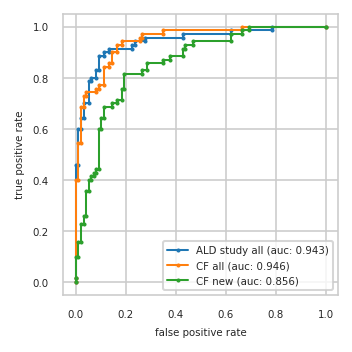 1.0
0.8
0.6
0.4
0.2
0.0
true positive rate
ALD study all (auc: 0.943)
CF all (auc: 0.946)
CF new (auc: 0.856)
0.0 0.2 0.4 0.6 0.8 1.0
false positive rate